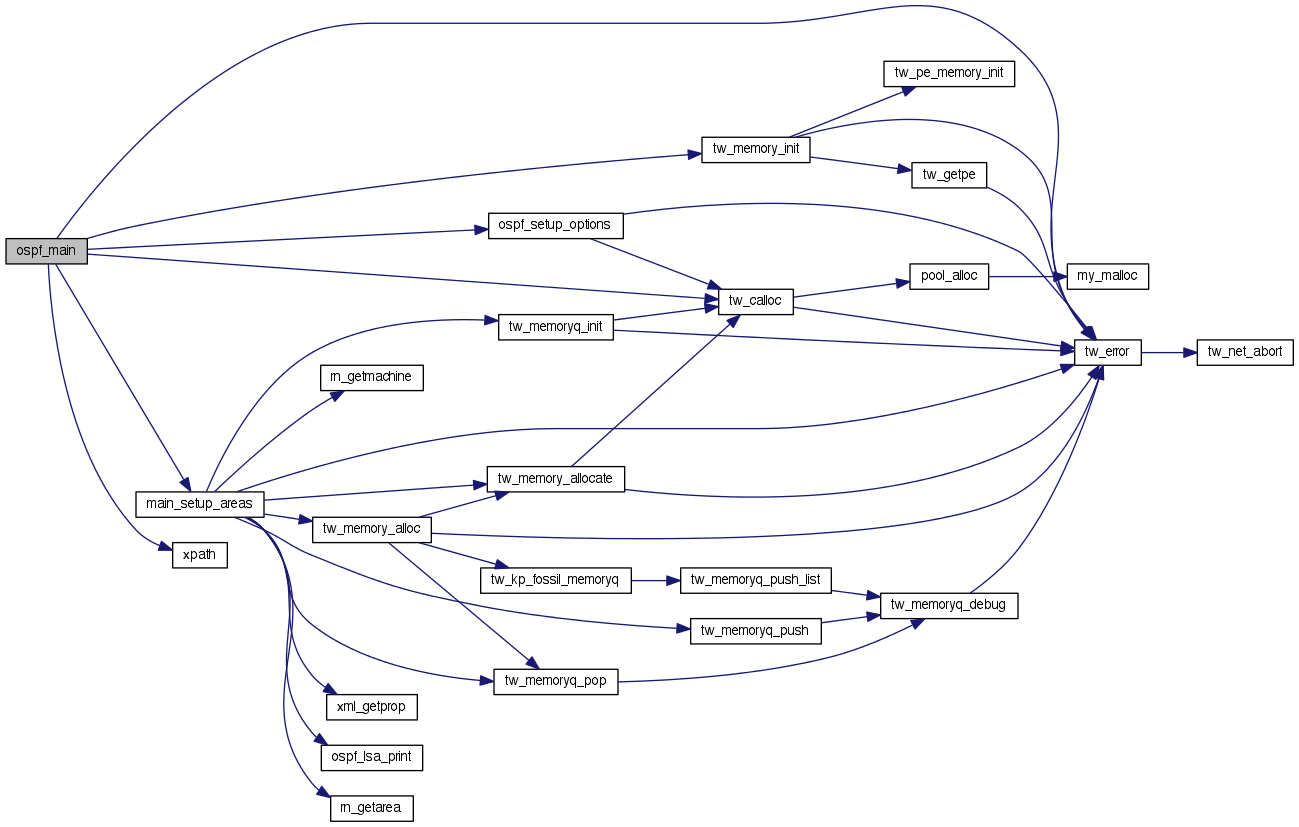 tw_pe_memory_init
tw_memory_init
tw_getpe
ospf_setup_options
ospf_main
pool_alloc
my_malloc
tw_calloc
tw_memoryq_init
tw_error
tw_net_abort
rn_getmachine
tw_memory_allocate
main_setup_areas
tw_memory_alloc
xpath
tw_kp_fossil_memoryq
tw_memoryq_push_list
tw_memoryq_debug
tw_memoryq_push
tw_memoryq_pop
xml_getprop
ospf_lsa_print
rn_getarea